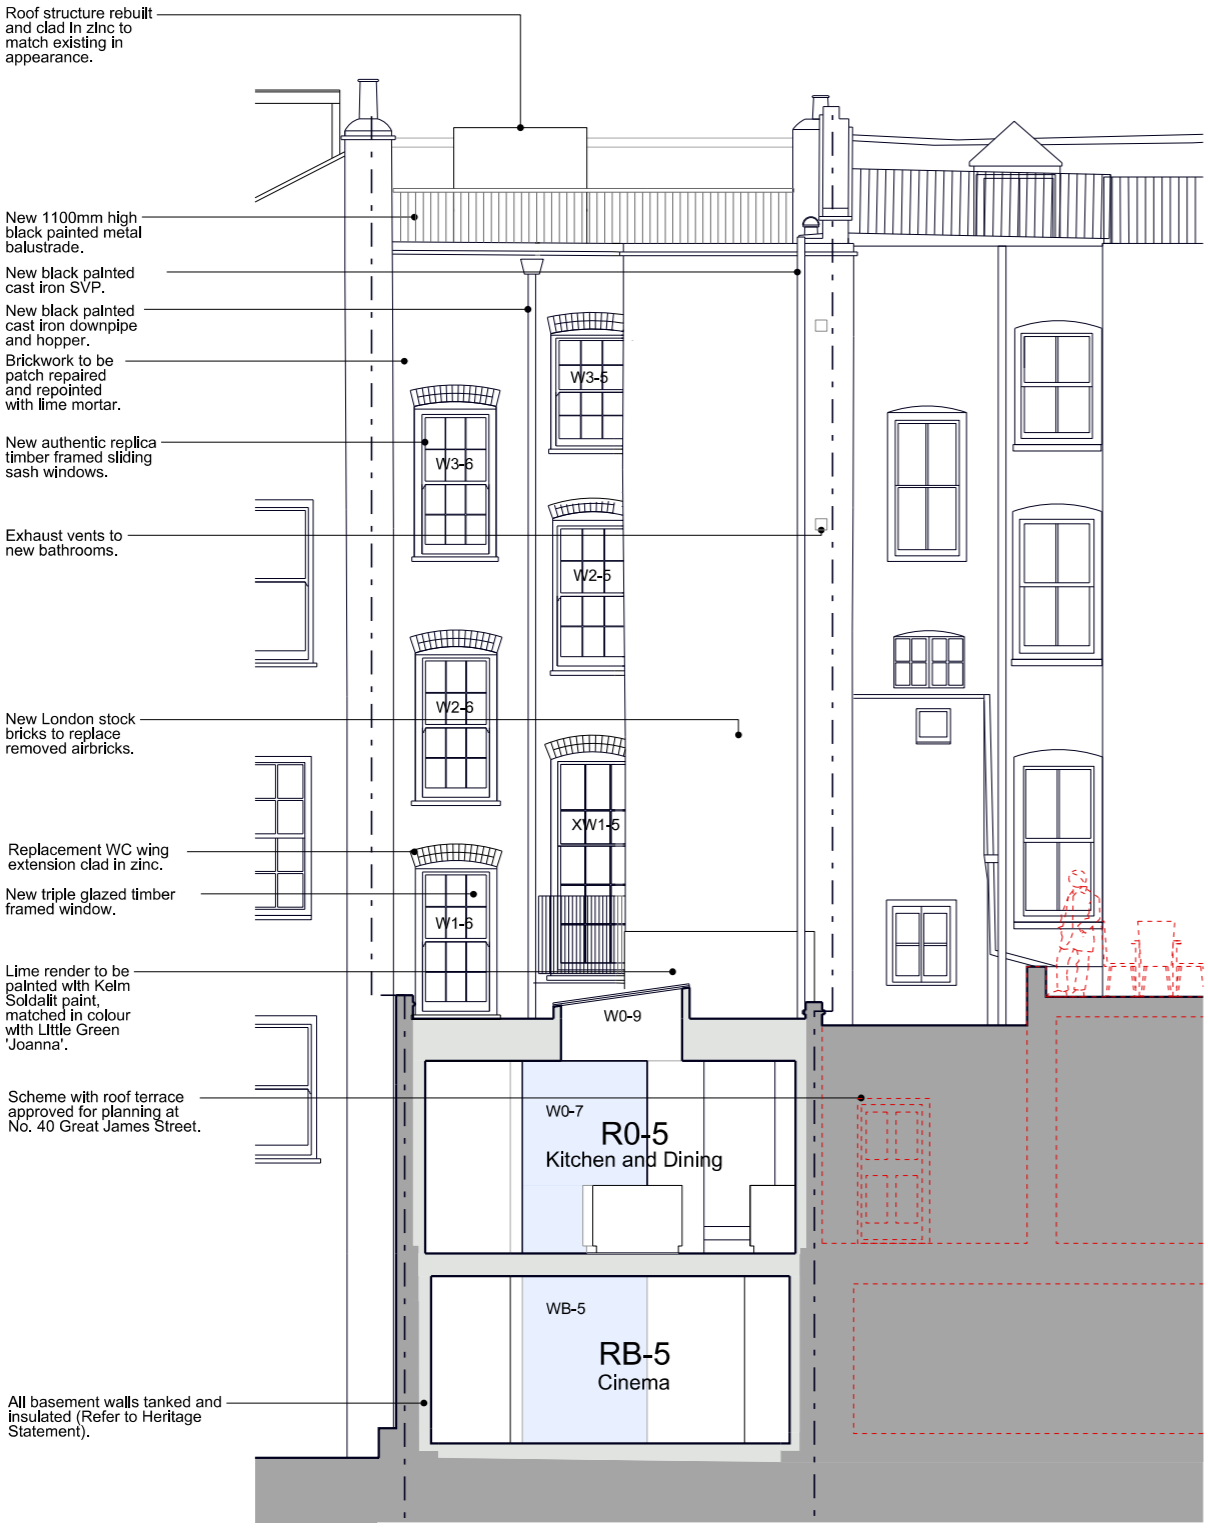 Roof structure rebuilt
and clad in zinc to
match existing in
appearance.
New 1100mm high
black painted metal
balustrade.
New black painted
cast iron SVP.
New black painted
cast iron downpipe
and hopper.
Brickwork to be
patch repaired
and repointed
with lime mortar.
New authentic replica
timber framed sliding
sash windows.
Exhaust vents to
new bathrooms.
New London stock
bricks to replace
removed airbricks.
Replacement WC wing
extension clad in zinc.
New triple glazed timber
framed window.
Lime render to be
painted with Keim
Soldalit paint,
matched in colour
with Little Green
'Joanna'.
Scheme with roof terrace
approved for planning at
No. 40 Great James Street.
All basement walls tanked and
insulated (Refer to Heritage
Statement).
W3-5
W3-6
W2-5
W2-6
XW1-5
W1-6
W0-9
W0-7
R0-5
Kitchen and Dining
WB-5
RB-5
Cinema